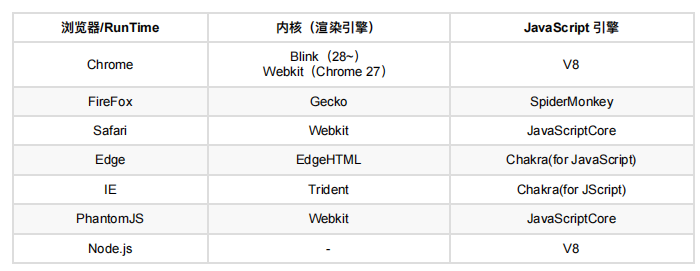 浏览器/RunTime 内核（渲染引擎） JavaScript 引擎
Chrome Blink（28~） V8
Webkit（Chrome 27）
FireFox Gecko SpiderMonkey
Safari Webkit JavaScriptCore
Edge EdgeHTML Chakra(for JavaScript)
IE Trident Chakra(for JScript)
PhantomJS Webkit JavaScriptCore
Node.js - V8